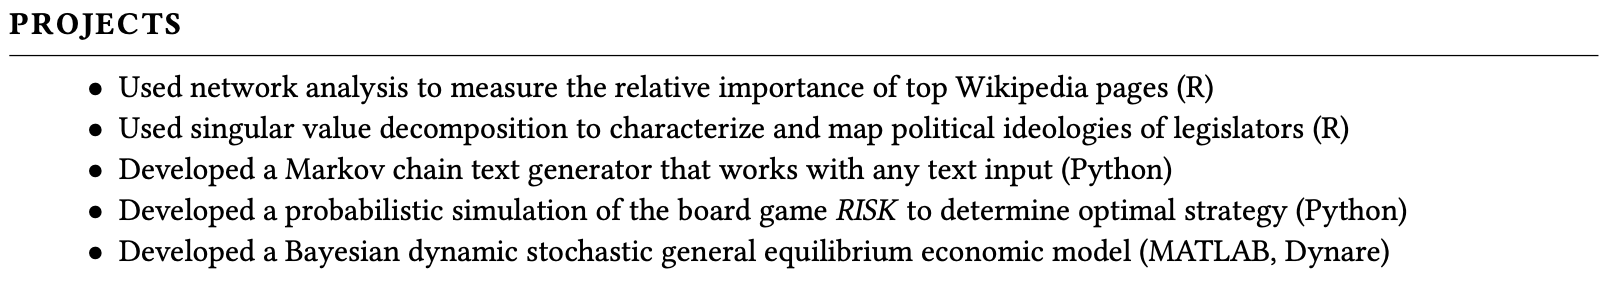 PROJECTS
• Used network analysis to measure the relative importance of top Wikipedia pages (R)
• Used singular value decomposition to characterize and map political ideologies of legislators (R)
• Developed a Markov chain text generator that works with any text input (Python)
• Developed a probabilistic simulation of the board game RISK to determine optimal strategy (Python)
• Developed a Bayesian dynamic stochastic general equilibrium economic model (MATLAB, Dynare)